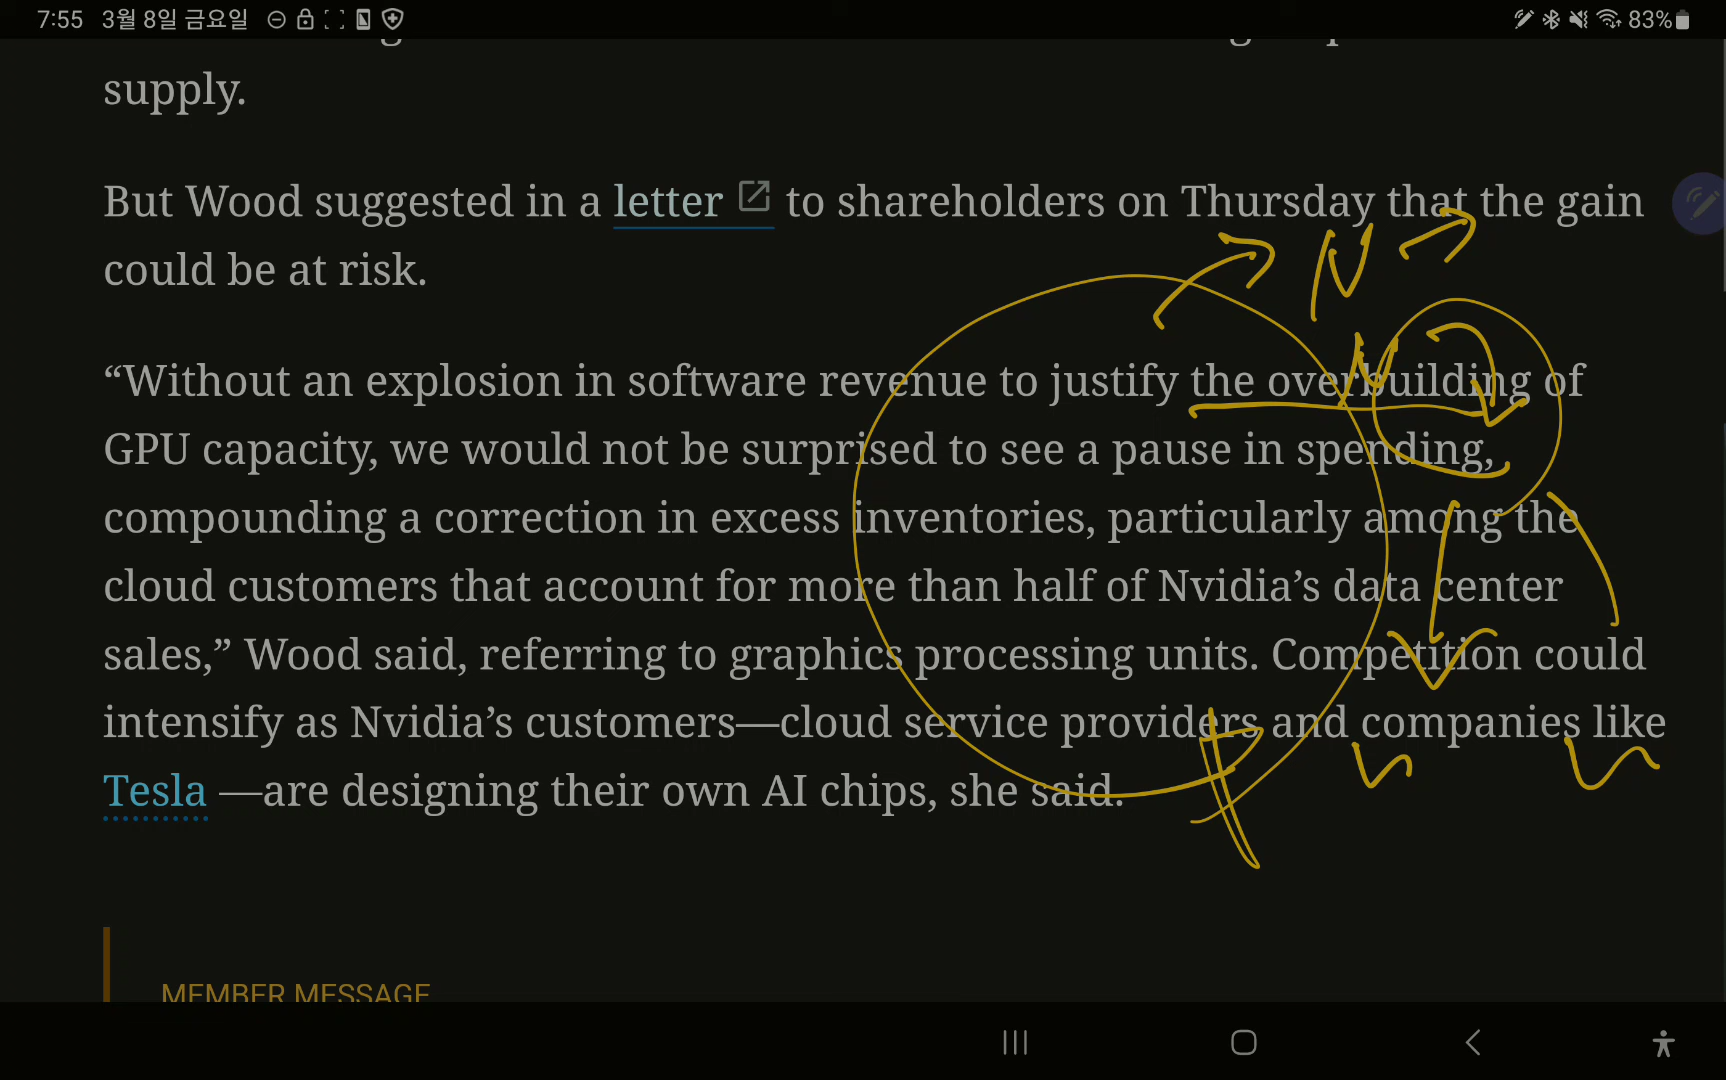 7:55 3월 8일 금요일 83%
supply.
But Wood suggested in a letter to shareholders on Thursday that the gain
could be at risk.
“Without an explosion in software revenue to justify the overbuilding of
GPU capacity, we would not be surprised to see a pause in spending,
compounding a correction in excess inventories, particularly among the
cloud customers that account for more than half of Nvidia’s data center
sales,” Wood said, referring to graphics processing units. Competition could
intensify as Nvidia’s customers—cloud service providers and companies like
Tesla —are designing their own AI chips, she said.
MEMBER MESSAGE